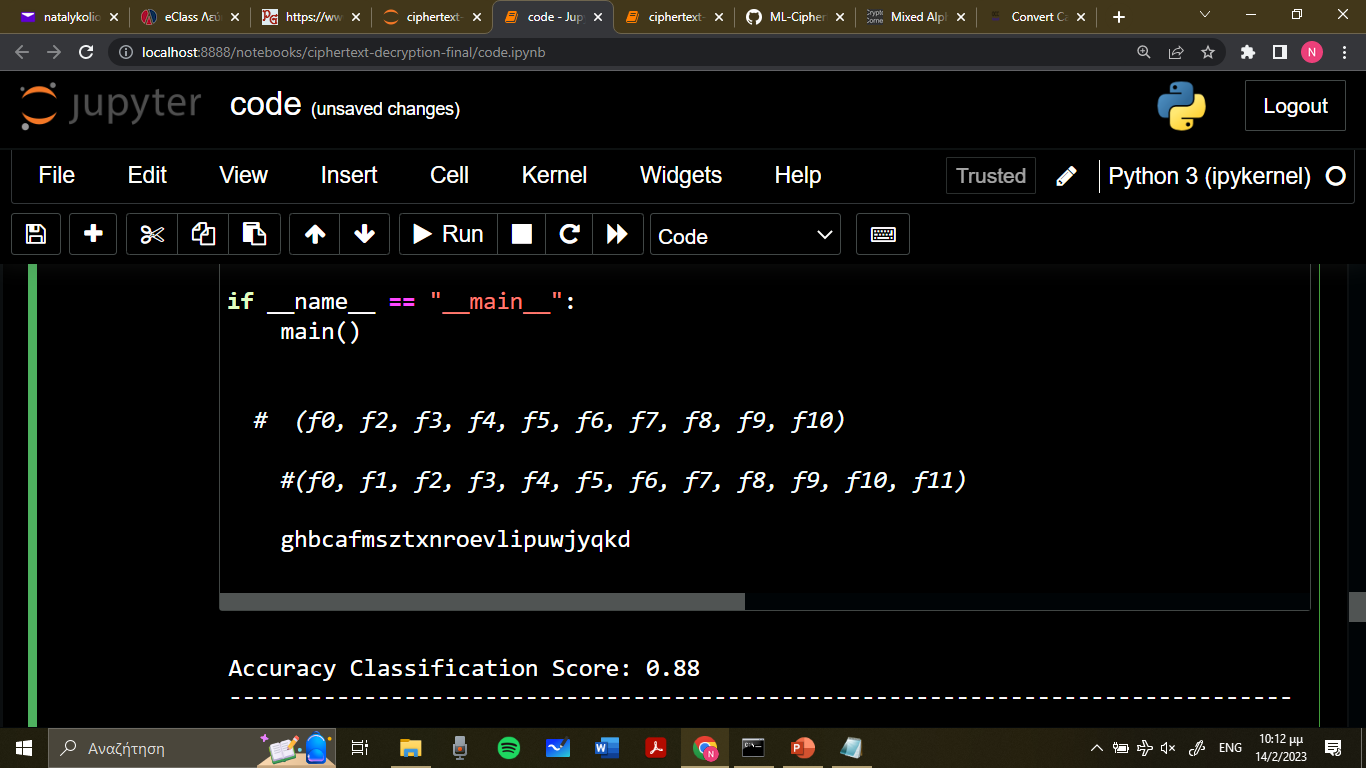 natalykolio
eClass Λεύ
https://ww
ciphertext-
code - Jup
ciphertext-
ML-Cipher
Mixed Alph
Convert Ca
localhost:8888/notebooks/ciphertext-decryption-final/code.ipynb
N
jupyter code (unsaved changes)
Logout
File Edit View Insert Cell Kernel Widgets Help Trusted Python 3 (ipykernel)
Run Code
if __name__ == "__main__":
main()
# (f0, f2, f3, f4, f5, f6, f7, f8, f9, f10)
#(f0, f1, f2, f3, f4, f5, f6, f7, f8, f9, f10, f11)
ghbcafmsztxnroevlipuwjyqkd
Accuracy Classification Score: 0.88
--------------------------------------------------------------------------------
Αναζήτηση
ENG
10:12 μμ
14/2/2023